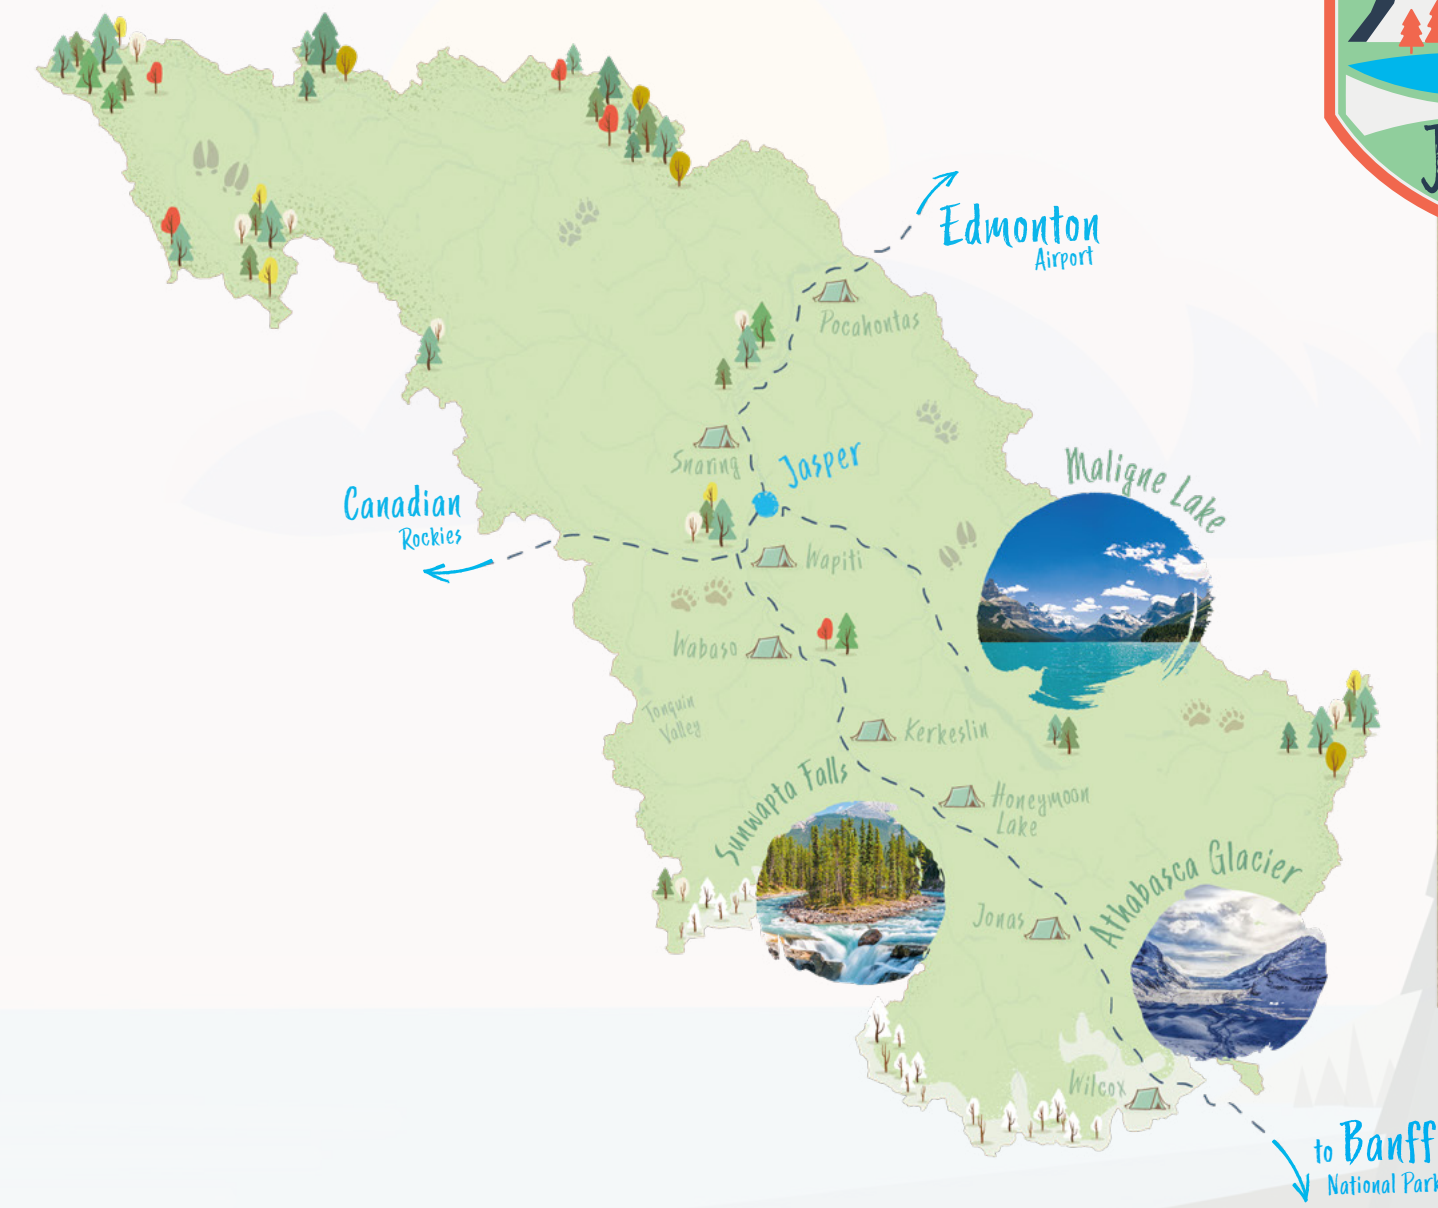 Edmonton
Airport
Pocahontas
Snaring
Jasper
Maligne Lake
Canadian
Rockies
Wapiti
Wabaso
Tonquin
Valley
Kerkeslin
Sunwapta Falls
Honeymoon
Lake
Athabasca Glacier
Jonas
Wilcox
to Banff
National Park